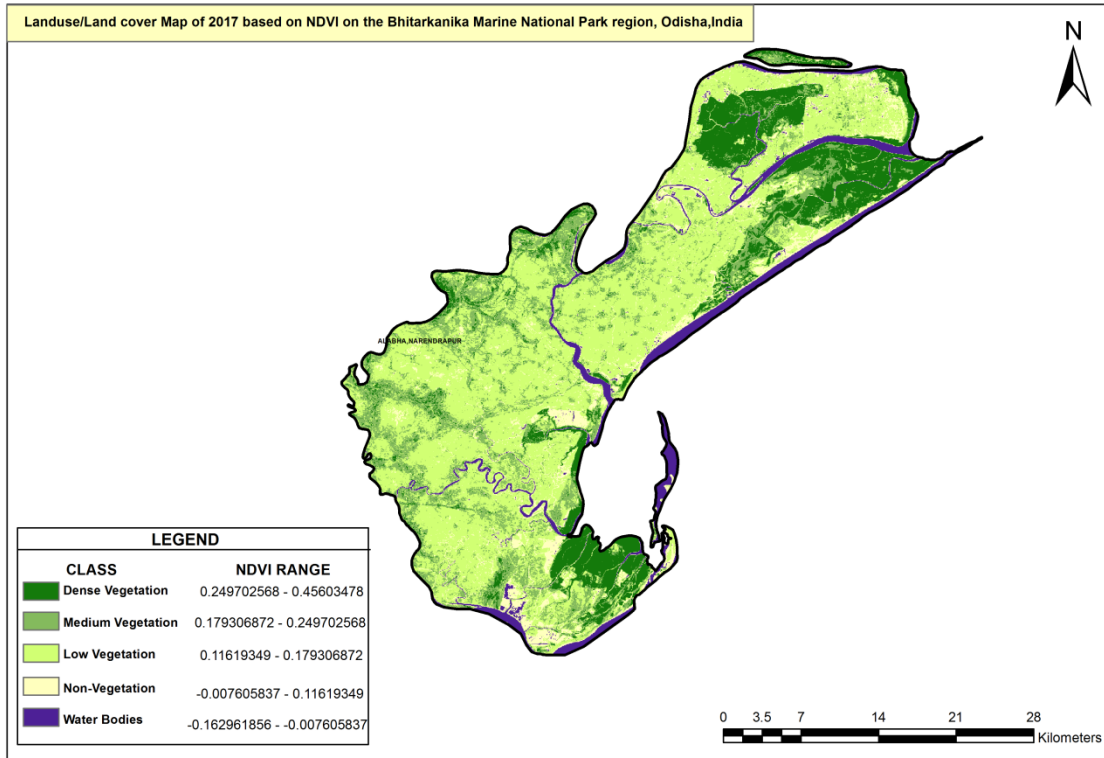 Landuse/Land cover Map of 2017 based on NDVI on the Bhitarkanika Marine National Park region, Odisha,India
N
ALABHA,NARENDRAPUR
LEGEND
CLASS NDVI RANGE
Dense Vegetation 0.249702568 - 0.45603478
Medium Vegetation 0.179306872 - 0.249702568
Low Vegetation 0.11619349 - 0.179306872
Non-Vegetation -0.007605837 - 0.11619349
Water Bodies -0.162961856 - -0.007605837
0 3.5 7 14 21 28
Kilometers